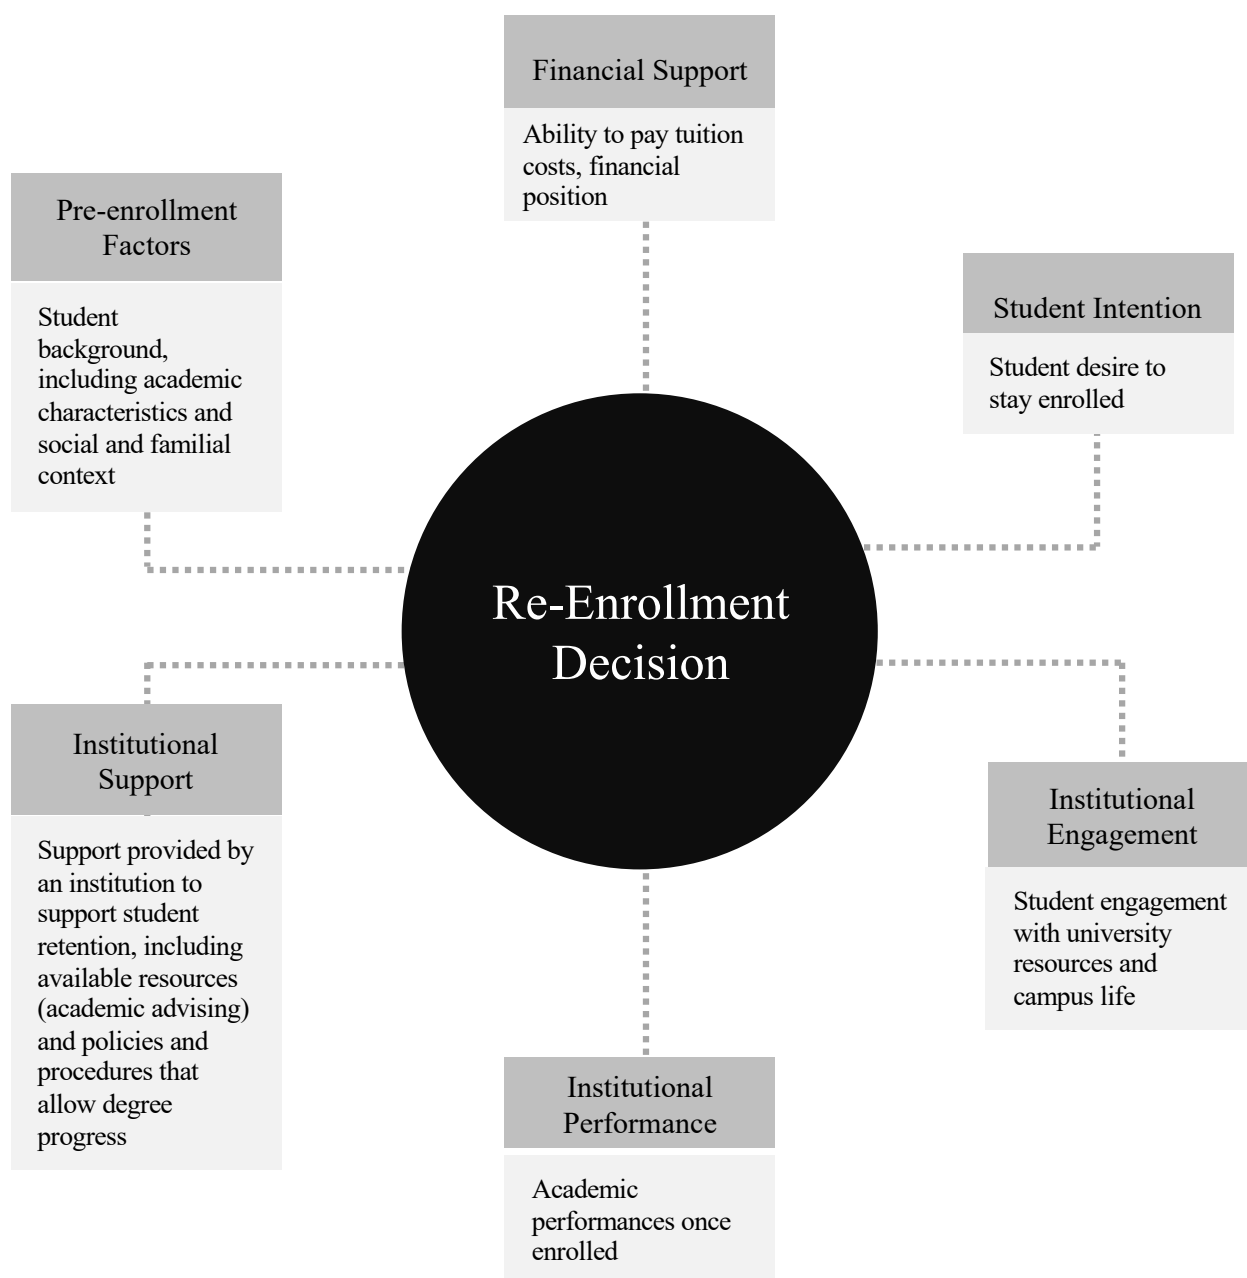 Financial Support
Ability to pay tuition
costs, financial
position
Pre-enrollment
Factors
Student
background,
including academic
characteristics and
social and familial
context
Student Intention
Student desire to
stay enrolled
Re-Enrollment
Decision
Institutional
Support
Support provided by
an institution to
support student
retention, including
available resources
(academic advising)
and policies and
procedures that
allow degree
progress
Institutional
Engagement
Student engagement
with university
resources and
campus life
Institutional
Performance
Academic
performances once
enrolled